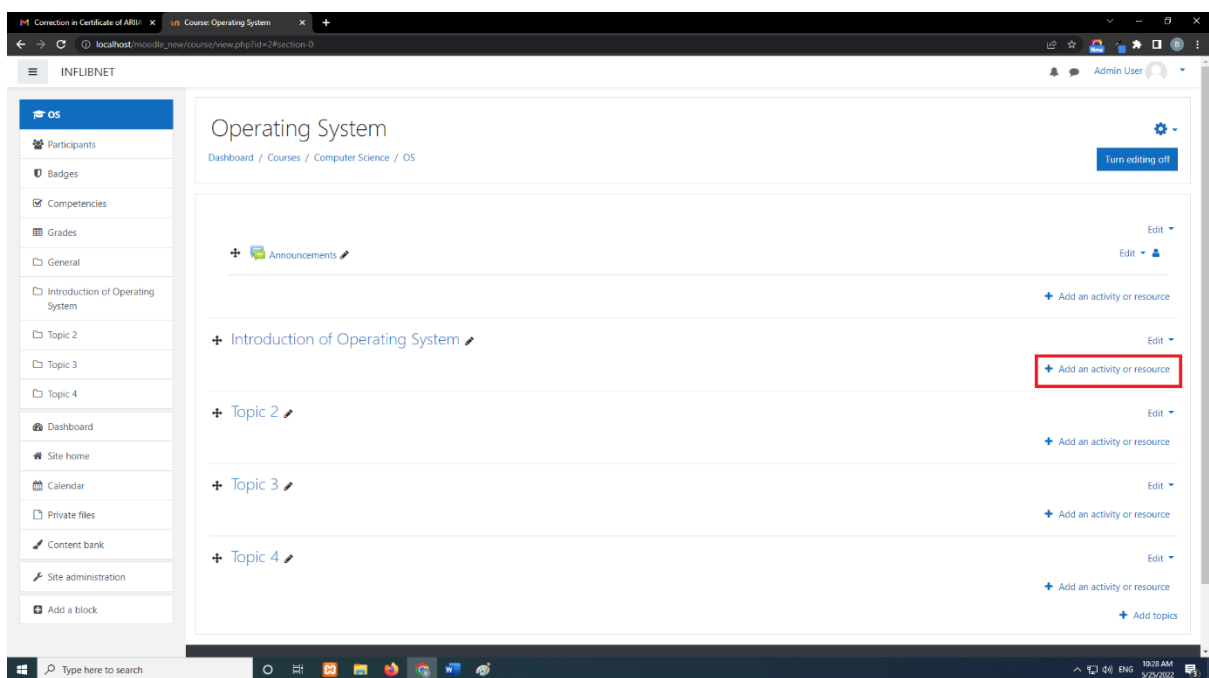 Correction in Certificate of ARIIA
Course: Operating System
localhost/moodle_new/course/view.php?id=2#section-0
New
B
INFLIBNET
Admin User
OS
Participants
Badges
Competencies
Grades
General
Introduction of Operating
System
Topic 2
Topic 3
Topic 4
Dashboard
Site home
Calendar
Private files
Content bank
Site administration
Add a block
Operating System
Dashboard / Courses / Computer Science / OS
Turn editing off
Edit
Announcements
Edit
Add an activity or resource
Introduction of Operating System
Edit
Add an activity or resource
Topic 2
Edit
Add an activity or resource
Topic 3
Edit
Add an activity or resource
Topic 4
Edit
Add an activity or resource
Add topics
Type here to search
ENG
10:28 AM
5/25/2022